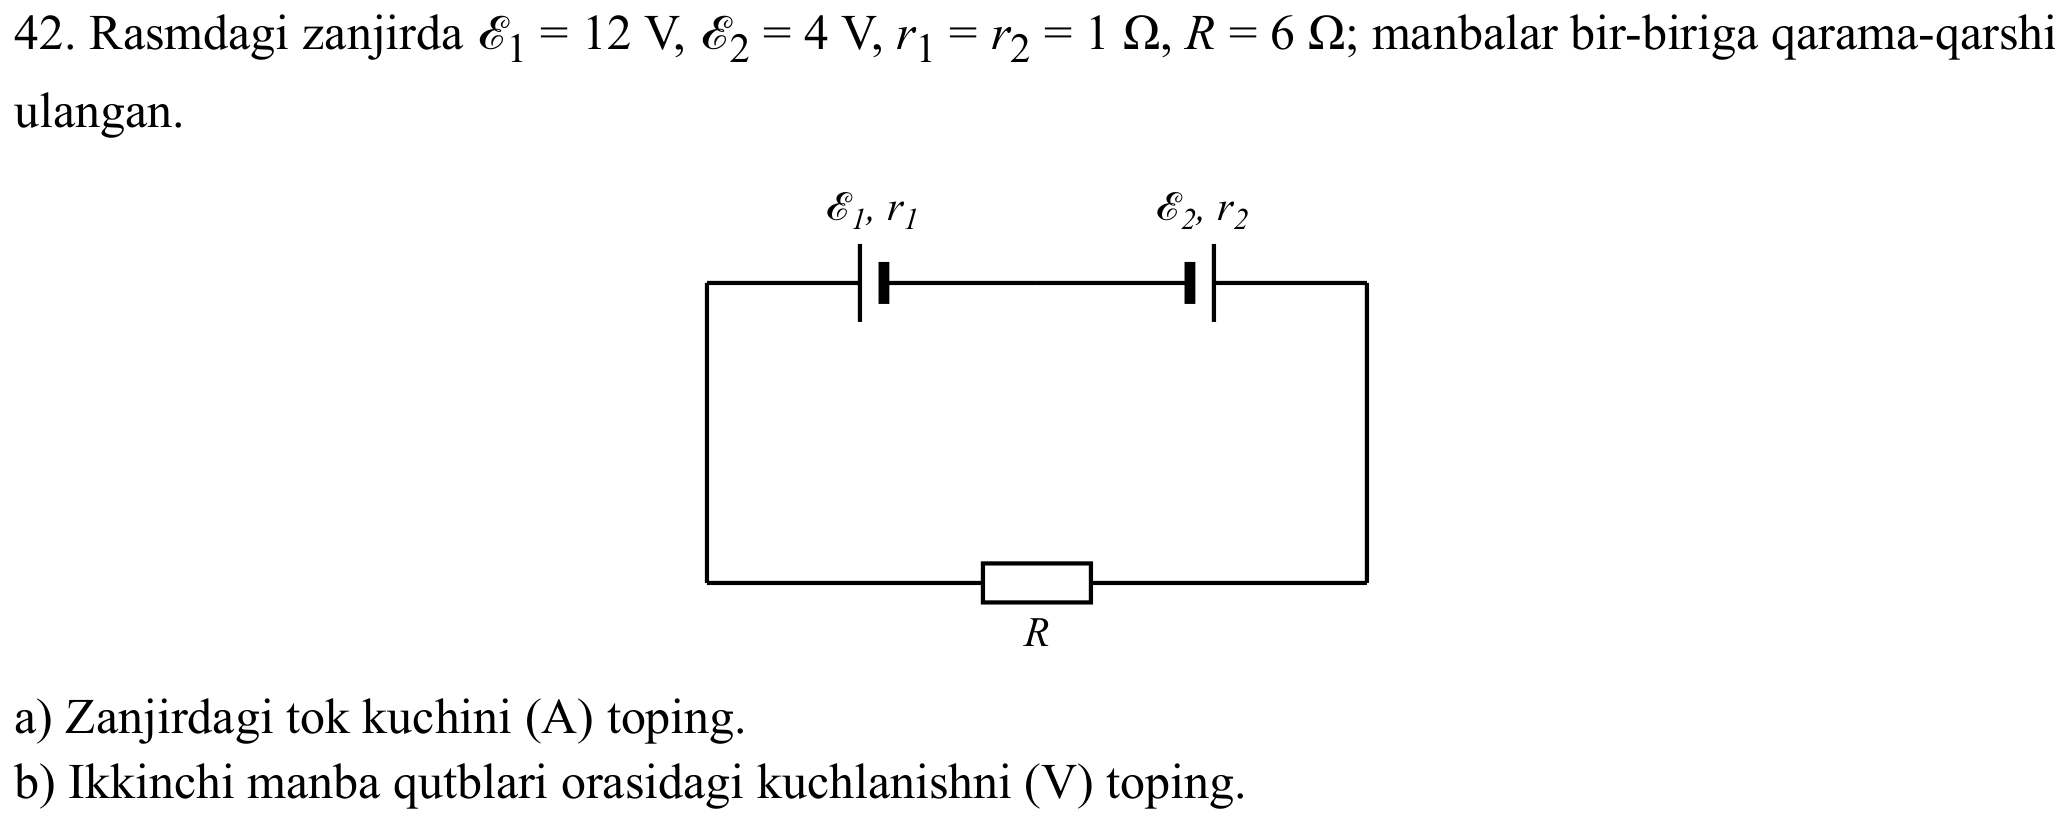 42. Rasmdagi zanjirda ℰ₁ = 12 V, ℰ₂ = 4 V, r₁ = r₂ = 1 Ω, R = 6 Ω; manbalar bir-biriga qarama-qarshi
ulangan.
ℰ₁, r₁ ℰ₂, r₂
R
a) Zanjirdagi tok kuchini (A) toping.
b) Ikkinchi manba qutblari orasidagi kuchlanishni (V) toping.